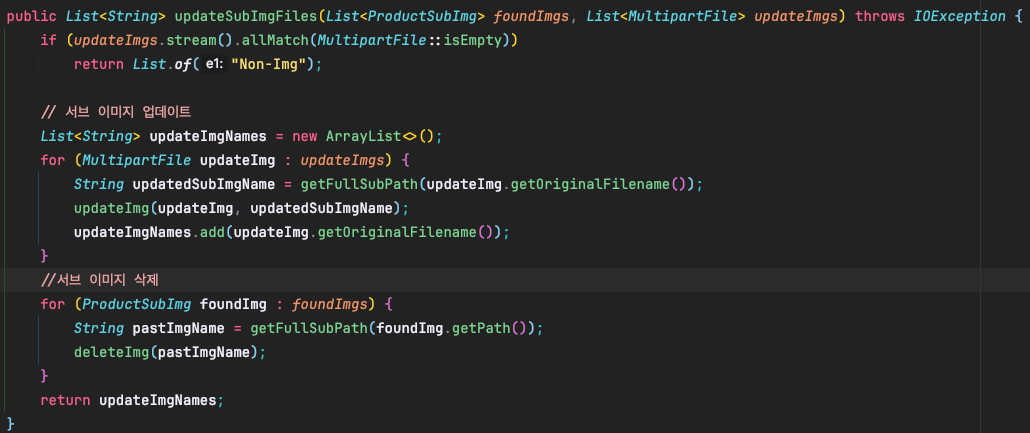 public List<String> updateSubImgFiles(List<ProductSubImg> foundImgs, List<MultipartFile> updateImgs) throws IOException {
    if (updateImgs.stream().allMatch(MultipartFile::isEmpty))
        return List.of( e1: "Non-Img");

    // 서브 이미지 업데이트
    List<String> updateImgNames = new ArrayList<>();
    for (MultipartFile updateImg : updateImgs) {
        String updatedSubImgName = getFullSubPath(updateImg.getOriginalFilename());
        updateImg(updateImg, updatedSubImgName);
        updateImgNames.add(updateImg.getOriginalFilename());
    }
    //서브 이미지 삭제
    for (ProductSubImg foundImg : foundImgs) {
        String pastImgName = getFullSubPath(foundImg.getPath());
        deleteImg(pastImgName);
    }
    return updateImgNames;
}